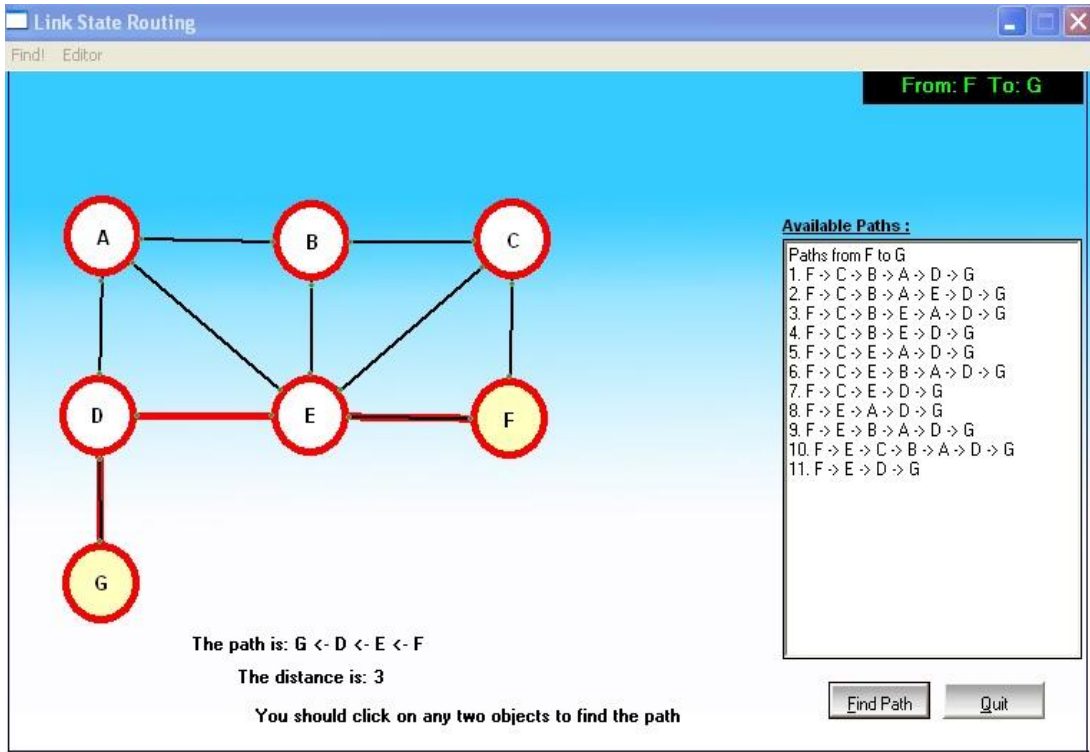 Link State Routing
Find! Editor
From: F To: G
A
B
C
D
E
F
G
Available Paths :
Paths from F to G
1. F -> C -> B -> A -> D -> G
2. F -> C -> B -> A -> E -> D -> G
3. F -> C -> B -> E -> A -> D -> G
4. F -> C -> B -> E -> D -> G
5. F -> C -> E -> A -> D -> G
6. F -> C -> E -> B -> A -> D -> G
7. F -> C -> E -> D -> G
8. F -> E -> A -> D -> G
9. F -> E -> B -> A -> D -> G
10. F -> E -> C -> B -> A -> D -> G
11. F -> E -> D -> G
The path is: G <- D <- E <- F
The distance is: 3
You should click on any two objects to find the path
Find Path
Quit